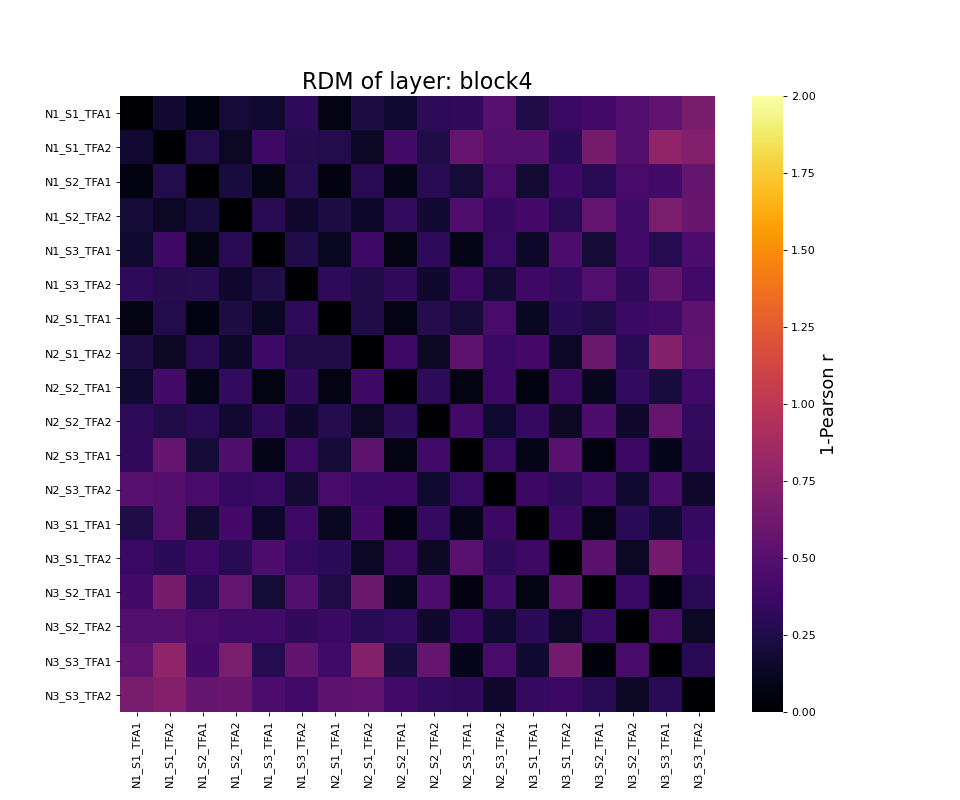 RDM of layer: block4
N1_S1_TFA1
N1_S1_TFA2
N1_S2_TFA1
N1_S2_TFA2
N1_S3_TFA1
N1_S3_TFA2
N2_S1_TFA1
N2_S1_TFA2
N2_S2_TFA1
N2_S2_TFA2
N2_S3_TFA1
N2_S3_TFA2
N3_S1_TFA1
N3_S1_TFA2
N3_S2_TFA1
N3_S2_TFA2
N3_S3_TFA1
N3_S3_TFA2
N1_S1_TFA1
N1_S1_TFA2
N1_S2_TFA1
N1_S2_TFA2
N1_S3_TFA1
N1_S3_TFA2
N2_S1_TFA1
N2_S1_TFA2
N2_S2_TFA1
N2_S2_TFA2
N2_S3_TFA1
N2_S3_TFA2
N3_S1_TFA1
N3_S1_TFA2
N3_S2_TFA1
N3_S2_TFA2
N3_S3_TFA1
N3_S3_TFA2
2.00
1.75
1.50
1.25
1.00
0.75
0.50
0.25
0.00
1-Pearson r